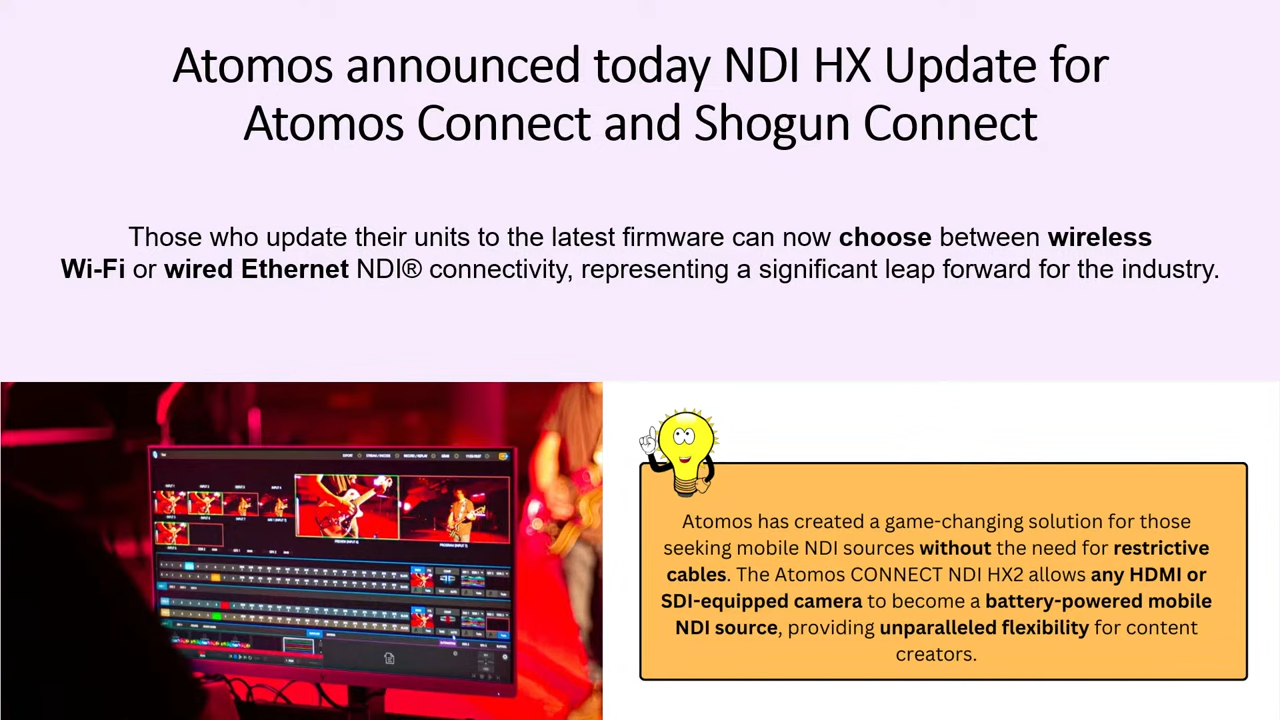 Atomos announced today NDI HX Update for
Atomos Connect and Shogun Connect
Those who update their units to the latest firmware can now choose between wireless
Wi-Fi or wired Ethernet NDI® connectivity, representing a significant leap forward for the industry.
Atomos has created a game-changing solution for those
seeking mobile NDI sources without the need for restrictive
cables. The Atomos CONNECT NDI HX2 allows any HDMI or
SDI-equipped camera to become a battery-powered mobile
NDI source, providing unparalleled flexibility for content
creators.